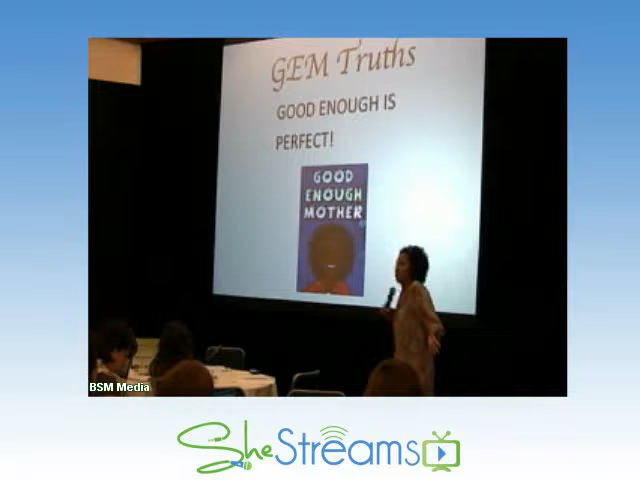 GEM Truths
GOOD ENOUGH IS
PERFECT!
GOOD
ENOUGH
MOTHER
BSM Media
SheStreams